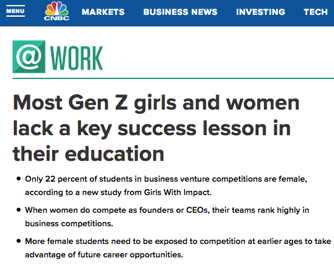 MENU CNBC MARKETS BUSINESS NEWS INVESTING TECH
@ WORK
Most Gen Z girls and women
lack a key success lesson in
their education
• Only 22 percent of students in business venture competitions are female,
according to a new study from Girls With Impact.
• When women do compete as founders or CEOs, their teams rank highly in
business competitions.
• More female students need to be exposed to competition at earlier ages to take
advantage of future career opportunities.